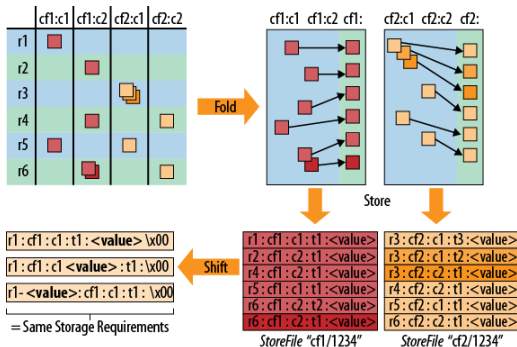 cf1:c1 cf1:c2 cf2:c1 cf2:c2
r1
r2
r3
r4
r5
r6
Fold
cf1:c1 cf1:c2 cf1:
cf2:c1 cf2:c2 cf2:
Store
r1 : cf1 : c1 : t1 : <value>
r2 : cf1 : c2 : t1 : <value>
r4 : cf1 : c2 : t1 : <value>
r5 : cf1 : c1 : t1 : <value>
r6 : cf1 : c2 : t2 : <value>
r6 : cf1 : c2 : t1 : <value>
StoreFile "cf1/1234"
r3 : cf2 : c1 : t3 : <value>
r3 : cf2 : c1 : t2 : <value>
r3 : cf2 : c2 : t1 : <value>
r4 : cf2 : c2 : t1 : <value>
r5 : cf2 : c1 : t1 : <value>
r6 : cf2 : c2 : t1 : <value>
StoreFile "cf2/1234"
Shift
r1 : cf1 : c1 : t1 : <value> \x00
r1 : cf1 : c1 <value> : t1 : \x00
r1- <value>: cf1 : c1 : t1 : \x00
= Same Storage Requirements